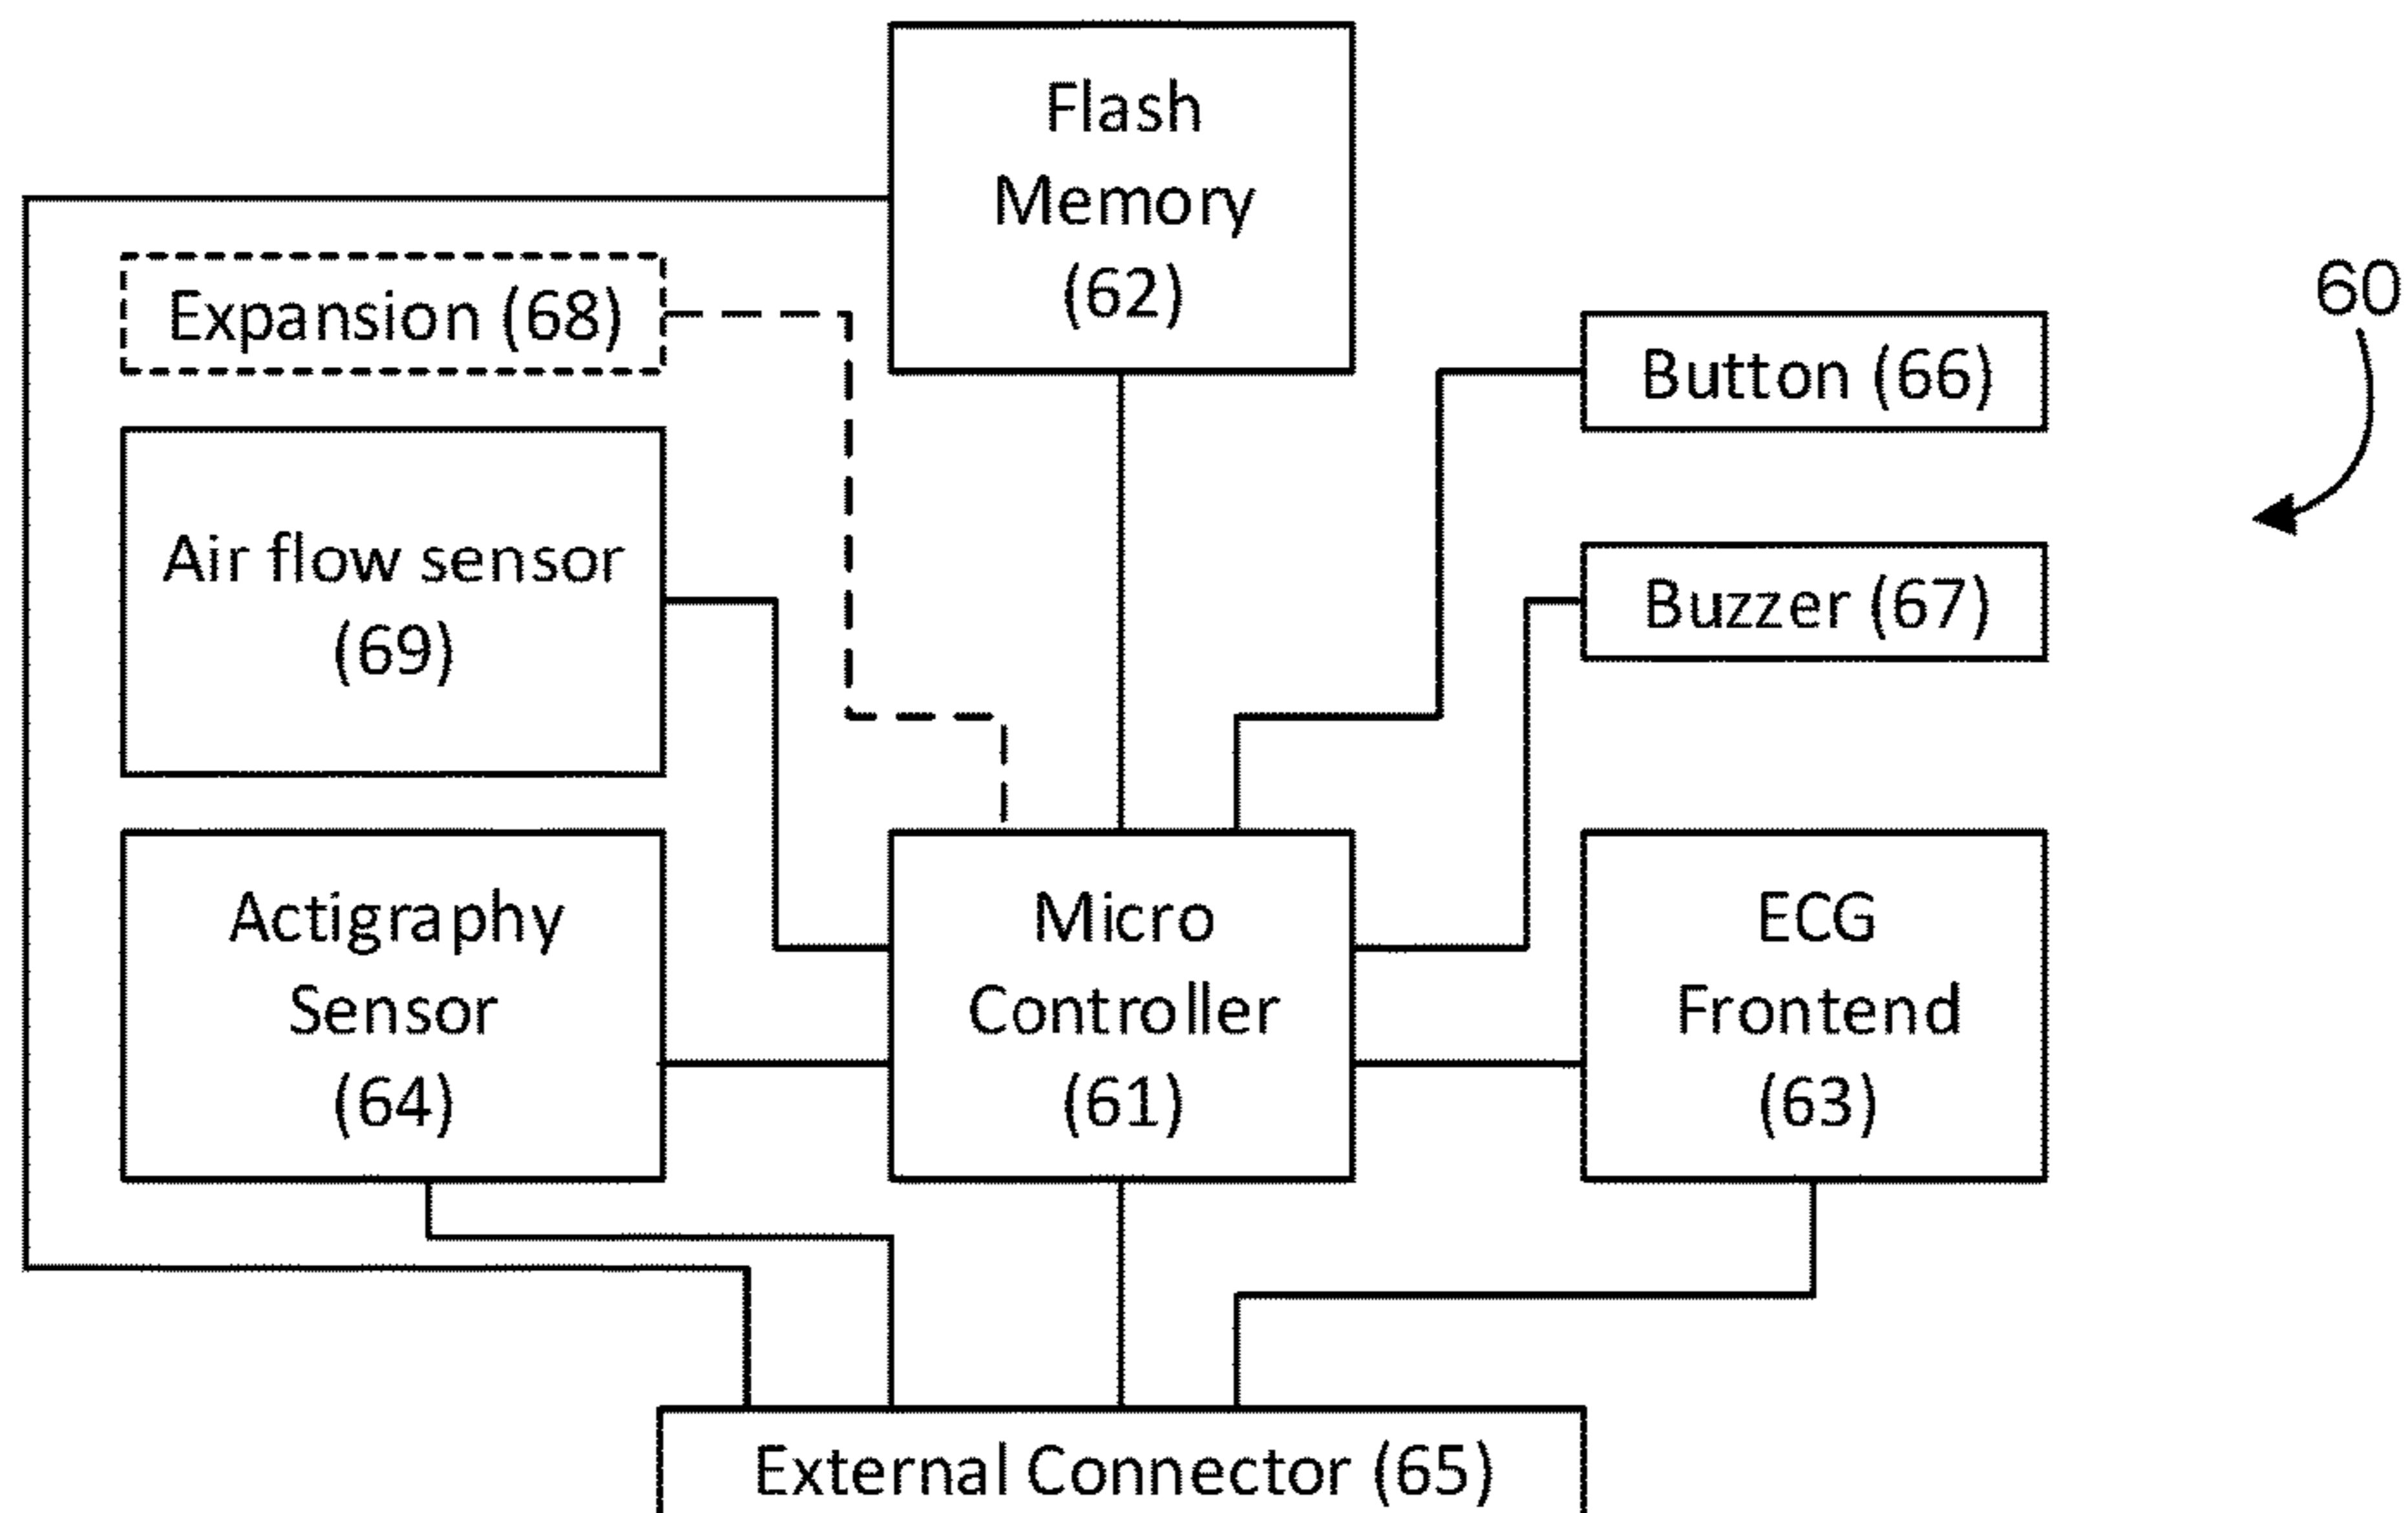 Flash
Memory
(62)
Expansion (68)
60
Button (66)
Air flow sensor
(69)
Buzzer (67)
Actigraphy
Sensor
(64)
Micro
Controller
(61)
ECG
Frontend
(63)
External Connector (65)